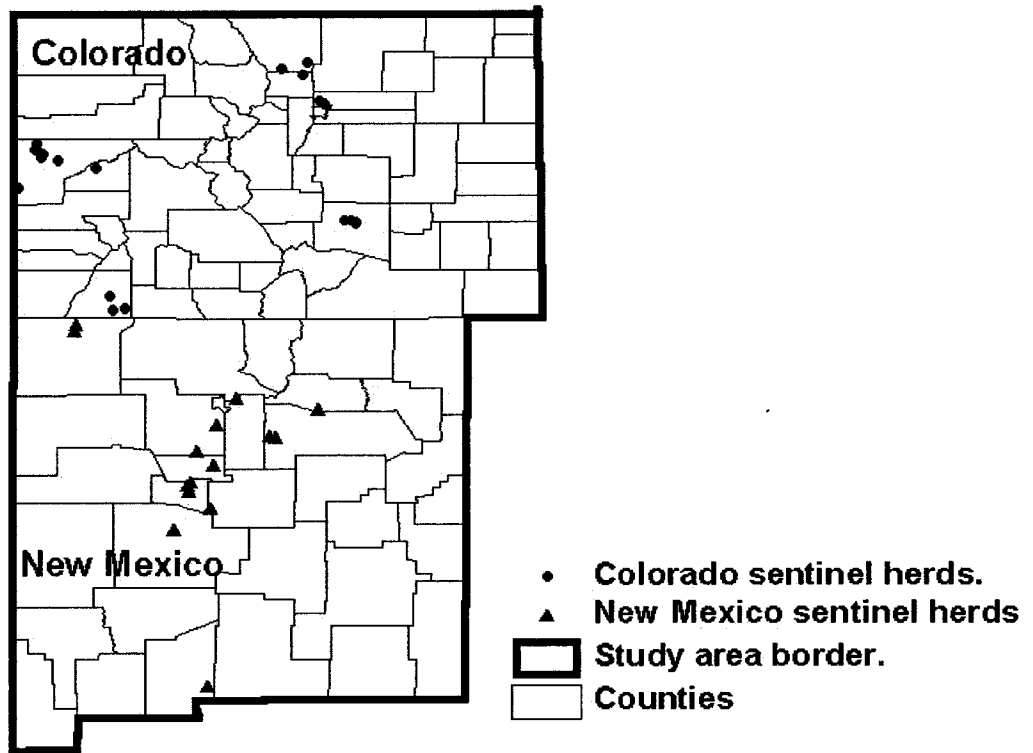 Colorado
New Mexico
Colorado sentinel herds.
New Mexico sentinel herds
Study area border.
Counties